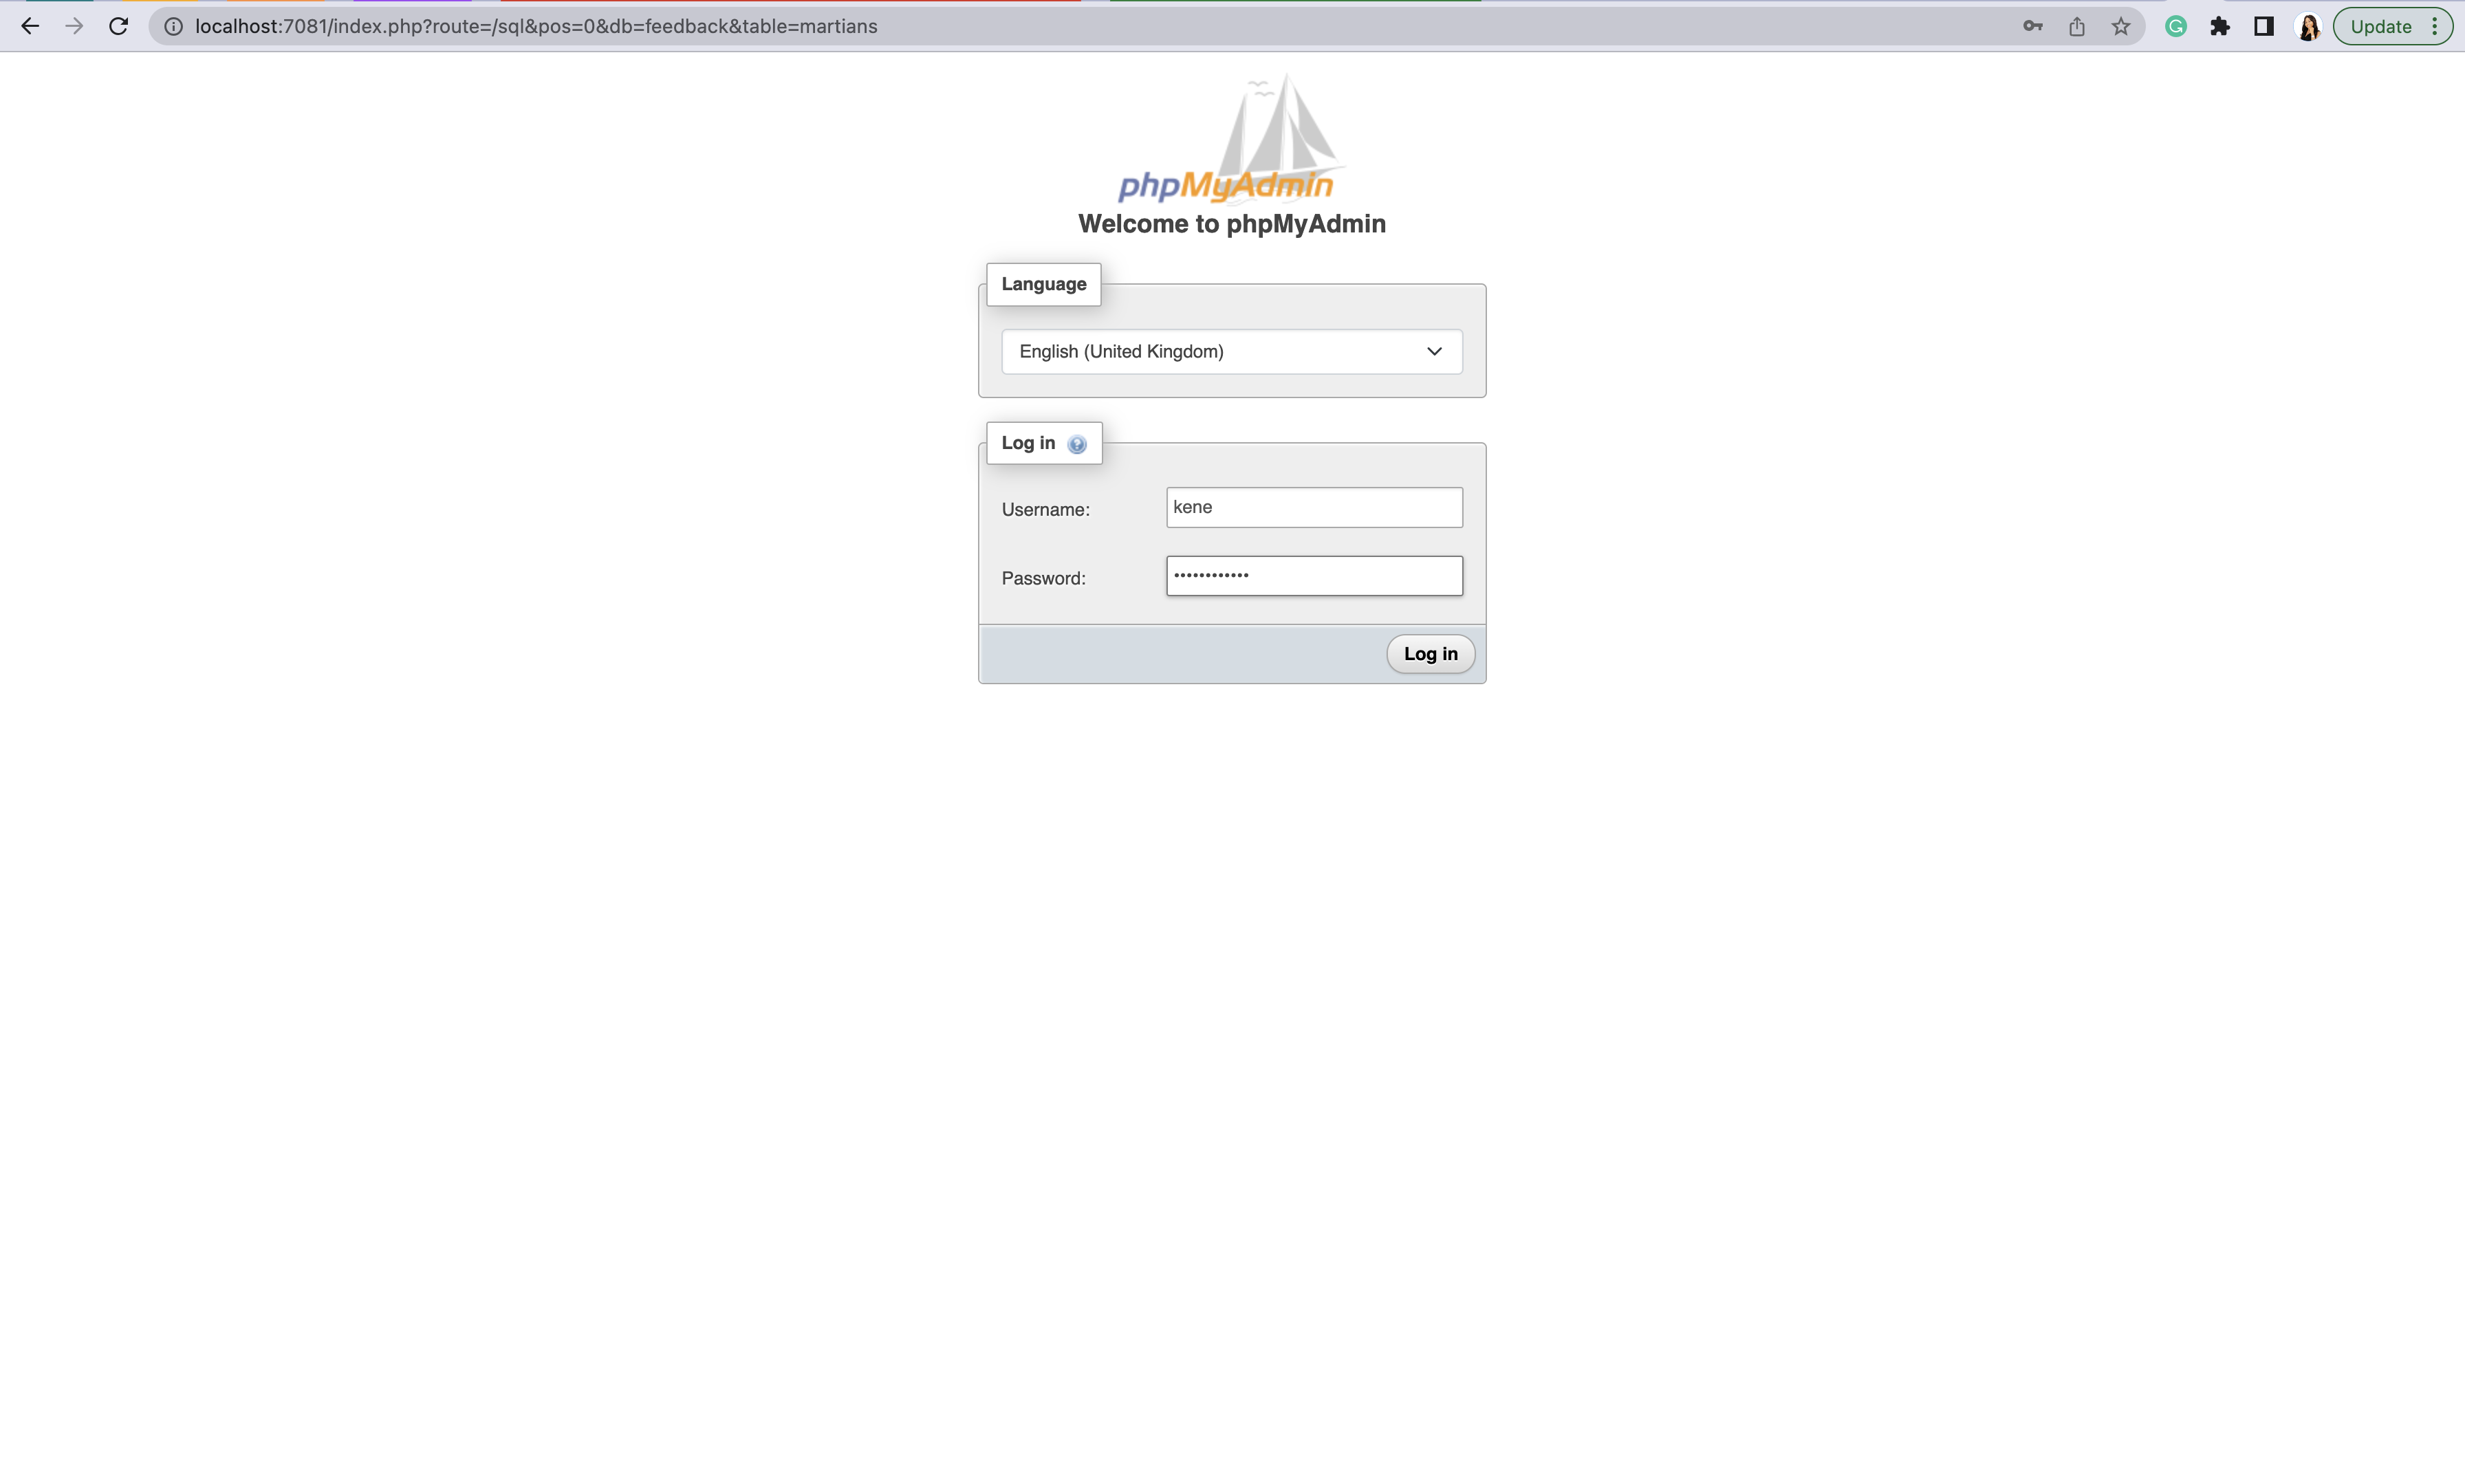 localhost:7081/index.php?route=/sql&pos=0&db=feedback&table=martians
Update
phpMyAdmin
Welcome to phpMyAdmin
Language
English (United Kingdom)
Log in
Username:
kene
Password:
••••••••••••
Log in